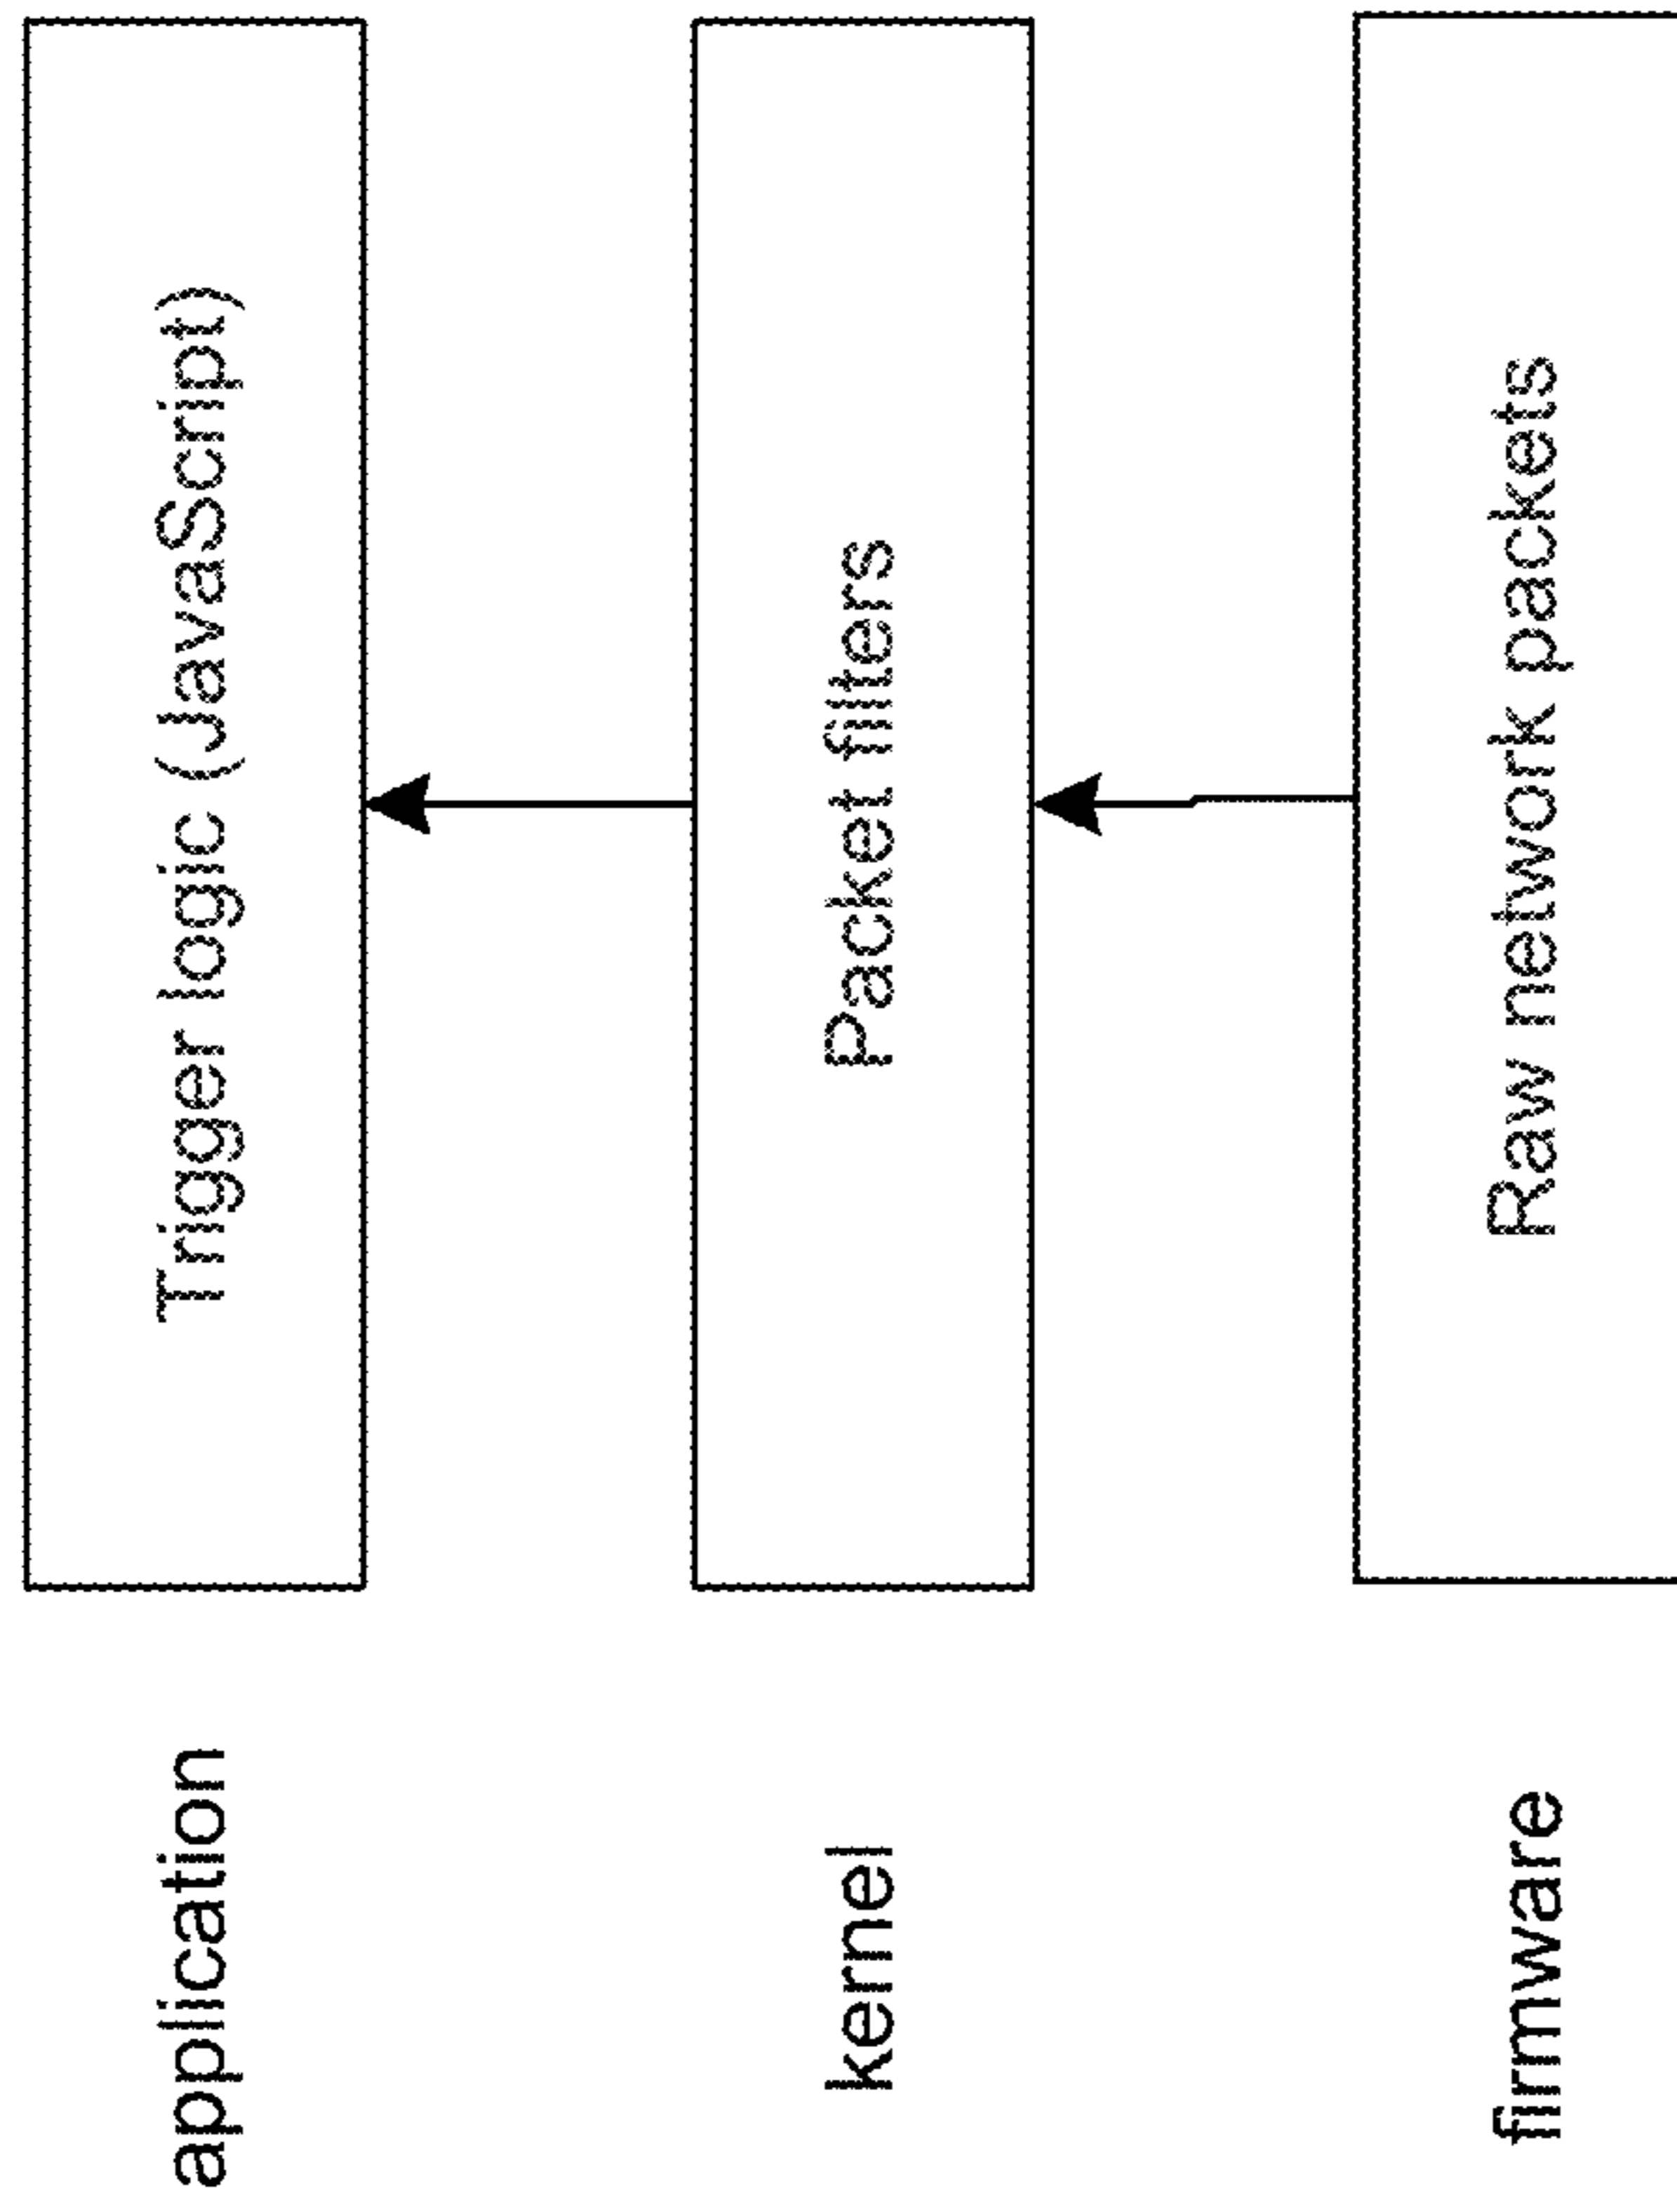 application
Trigger logic (JavaScript)
kernel
Packet filters
firmware
Raw network packets